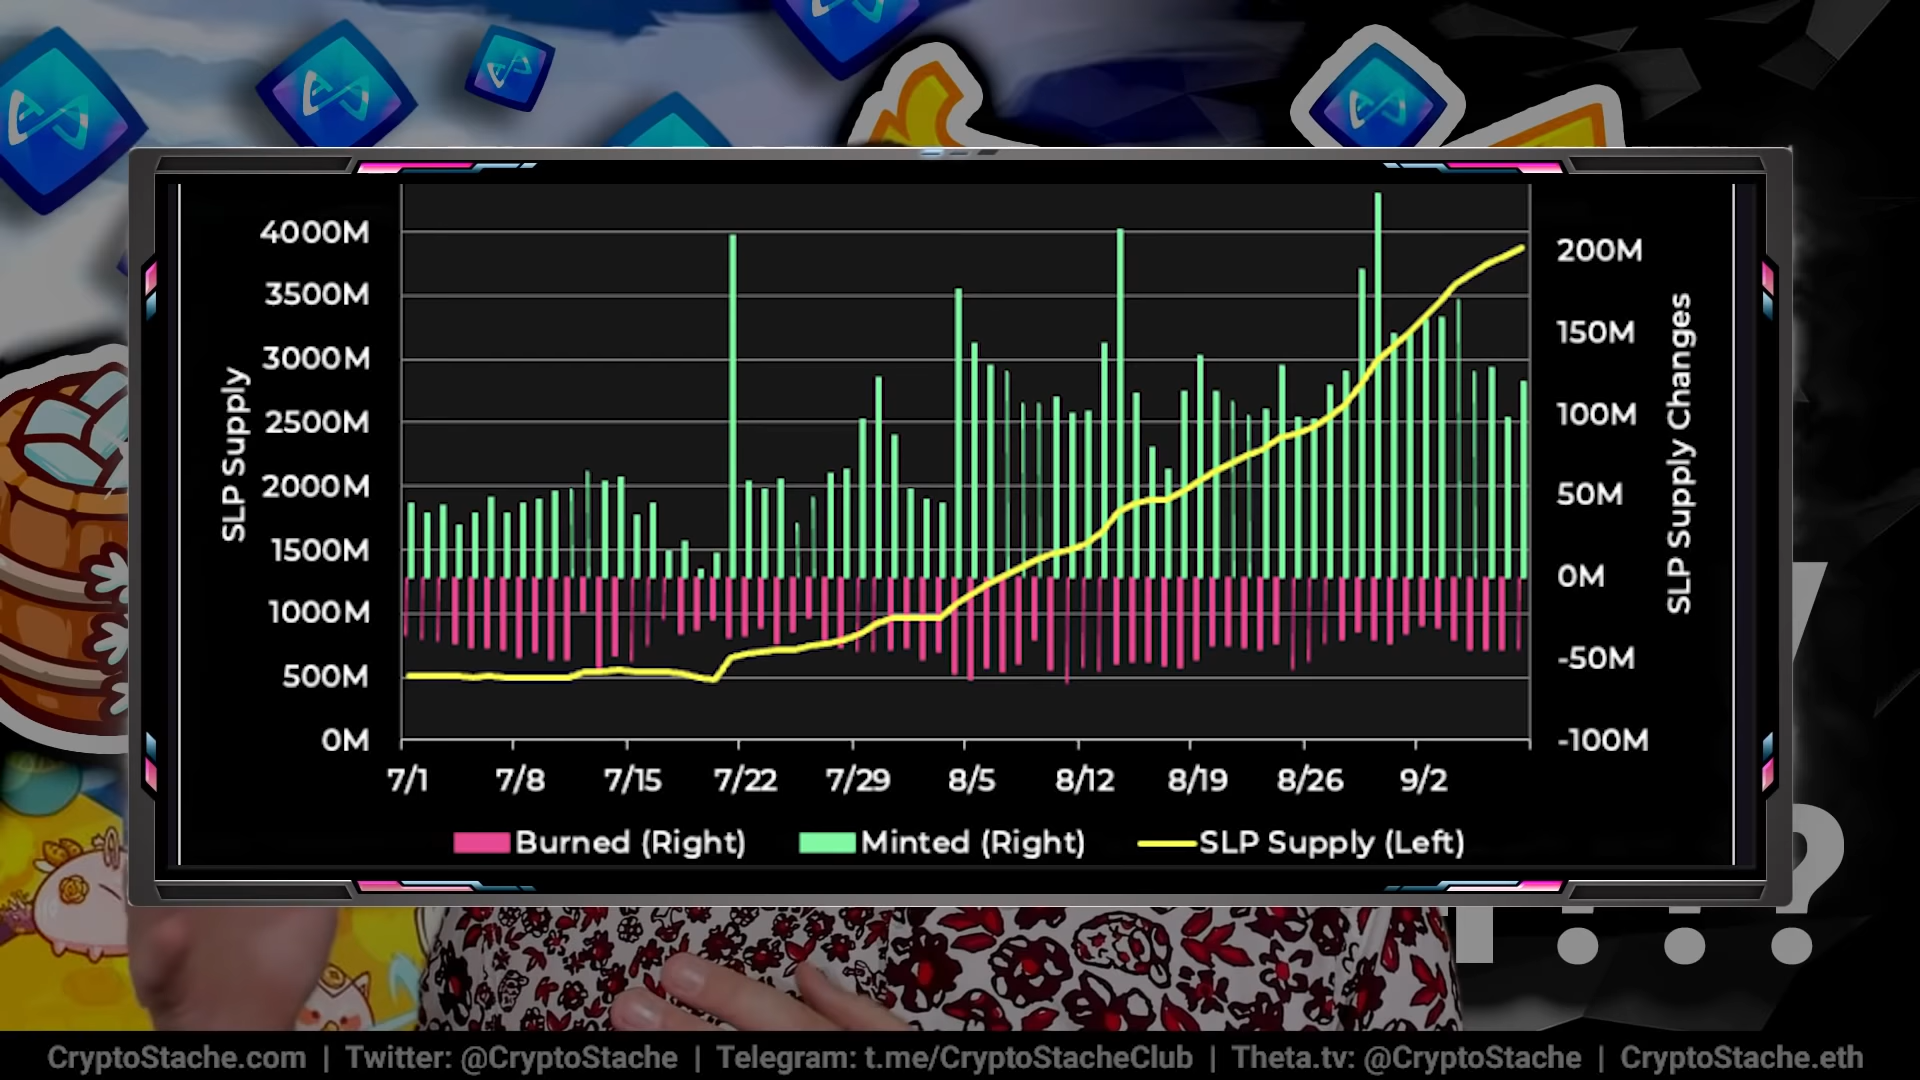 4000M
3500M
3000M
2500M
2000M
1500M
1000M
500M
0M
SLP Supply
200M
150M
100M
50M
0M
-50M
-100M
SLP Supply Changes
7/1 7/8 7/15 7/22 7/29 8/5 8/12 8/19 8/26 9/2
Burned (Right) Minted (Right) SLP Supply (Left)
?
CryptoStache.com | Twitter: @CryptoStache | Telegram: t.me/CryptoStacheClub | Theta.tv: @CryptoStache | CryptoStache.eth